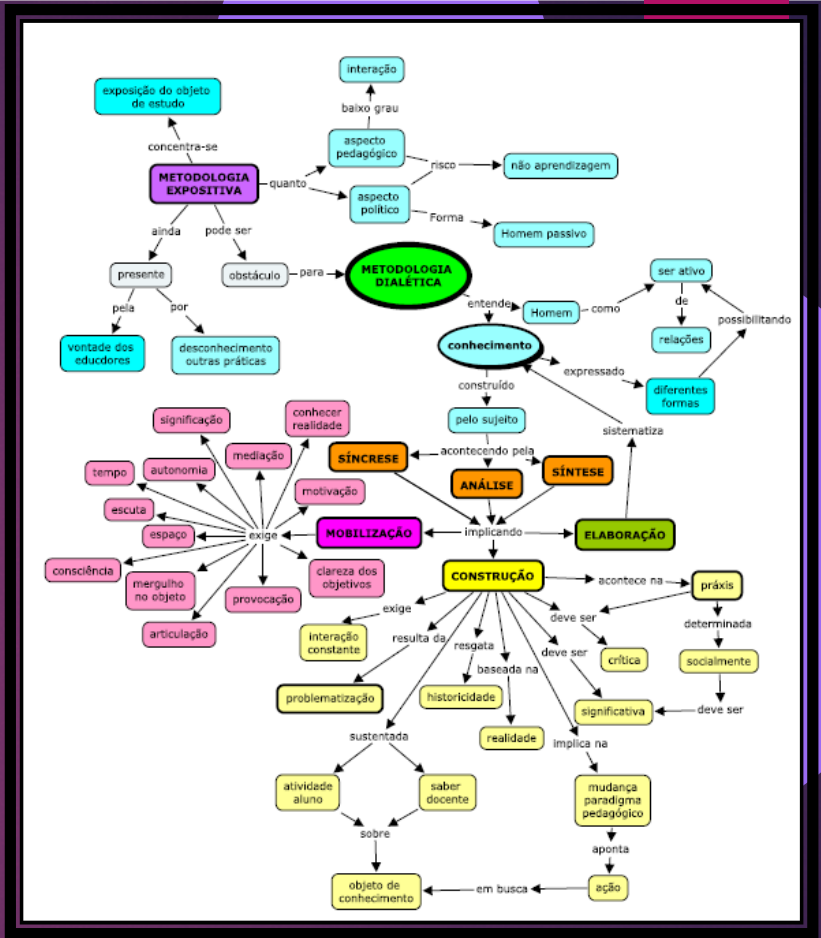 interação
exposição do objeto
de estudo
baixo grau
concentra-se
aspecto
pedagógico
risco
não aprendizagem
METODOLOGIA
EXPOSITIVA
quanto
aspecto
político
Forma
Homem passivo
ainda
pode ser
presente
obstáculo
para
METODOLOGIA
DIALÉTICA
ser ativo
entende
Homem
como
de
possibilitando
pela
por
relações
vontade dos
educdores
desconhecimento
outras práticas
conhecimento
expressado
construído
diferentes
formas
pelo sujeito
sistematiza
significação
conhecer
realidade
acontecendo pela
mediação
SÍNCRESE
ANÁLISE
SÍNTESE
tempo
autonomia
motivação
escuta
espaço
exige
MOBILIZAÇÃO
implicando
ELABORAÇÃO
consciência
mergulho
no objeto
provocação
clareza dos
objetivos
articulação
CONSTRUÇÃO
acontece na
práxis
exige
deve ser
determinada
interação
constante
resulta da
resgata
deve ser
crítica
socialmente
baseada na
problematização
historicidade
significativa
deve ser
sustentada
realidade
implica na
atividade
aluno
saber
docente
mudança
paradigma
pedagógico
sobre
aponta
objeto de
conhecimento
em busca
ação